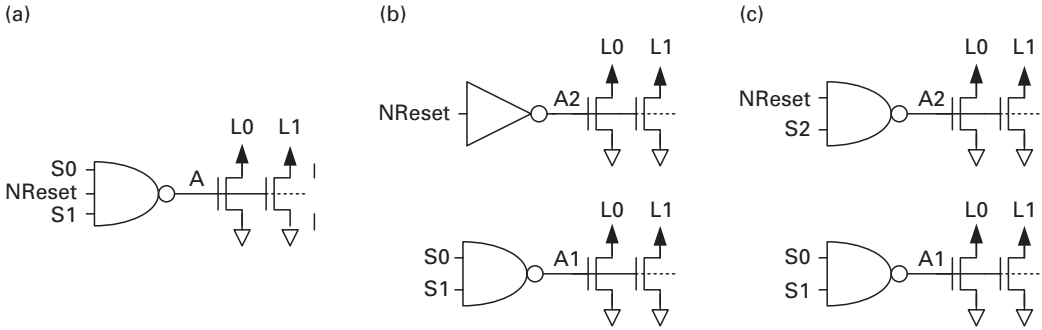 (a)
L0 L1
S0
NReset
S1
A
(b)
L0 L1
NReset
A2
L0 L1
S0
S1
A1
(c)
L0 L1
NReset
S2
A2
L0 L1
S0
S1
A1